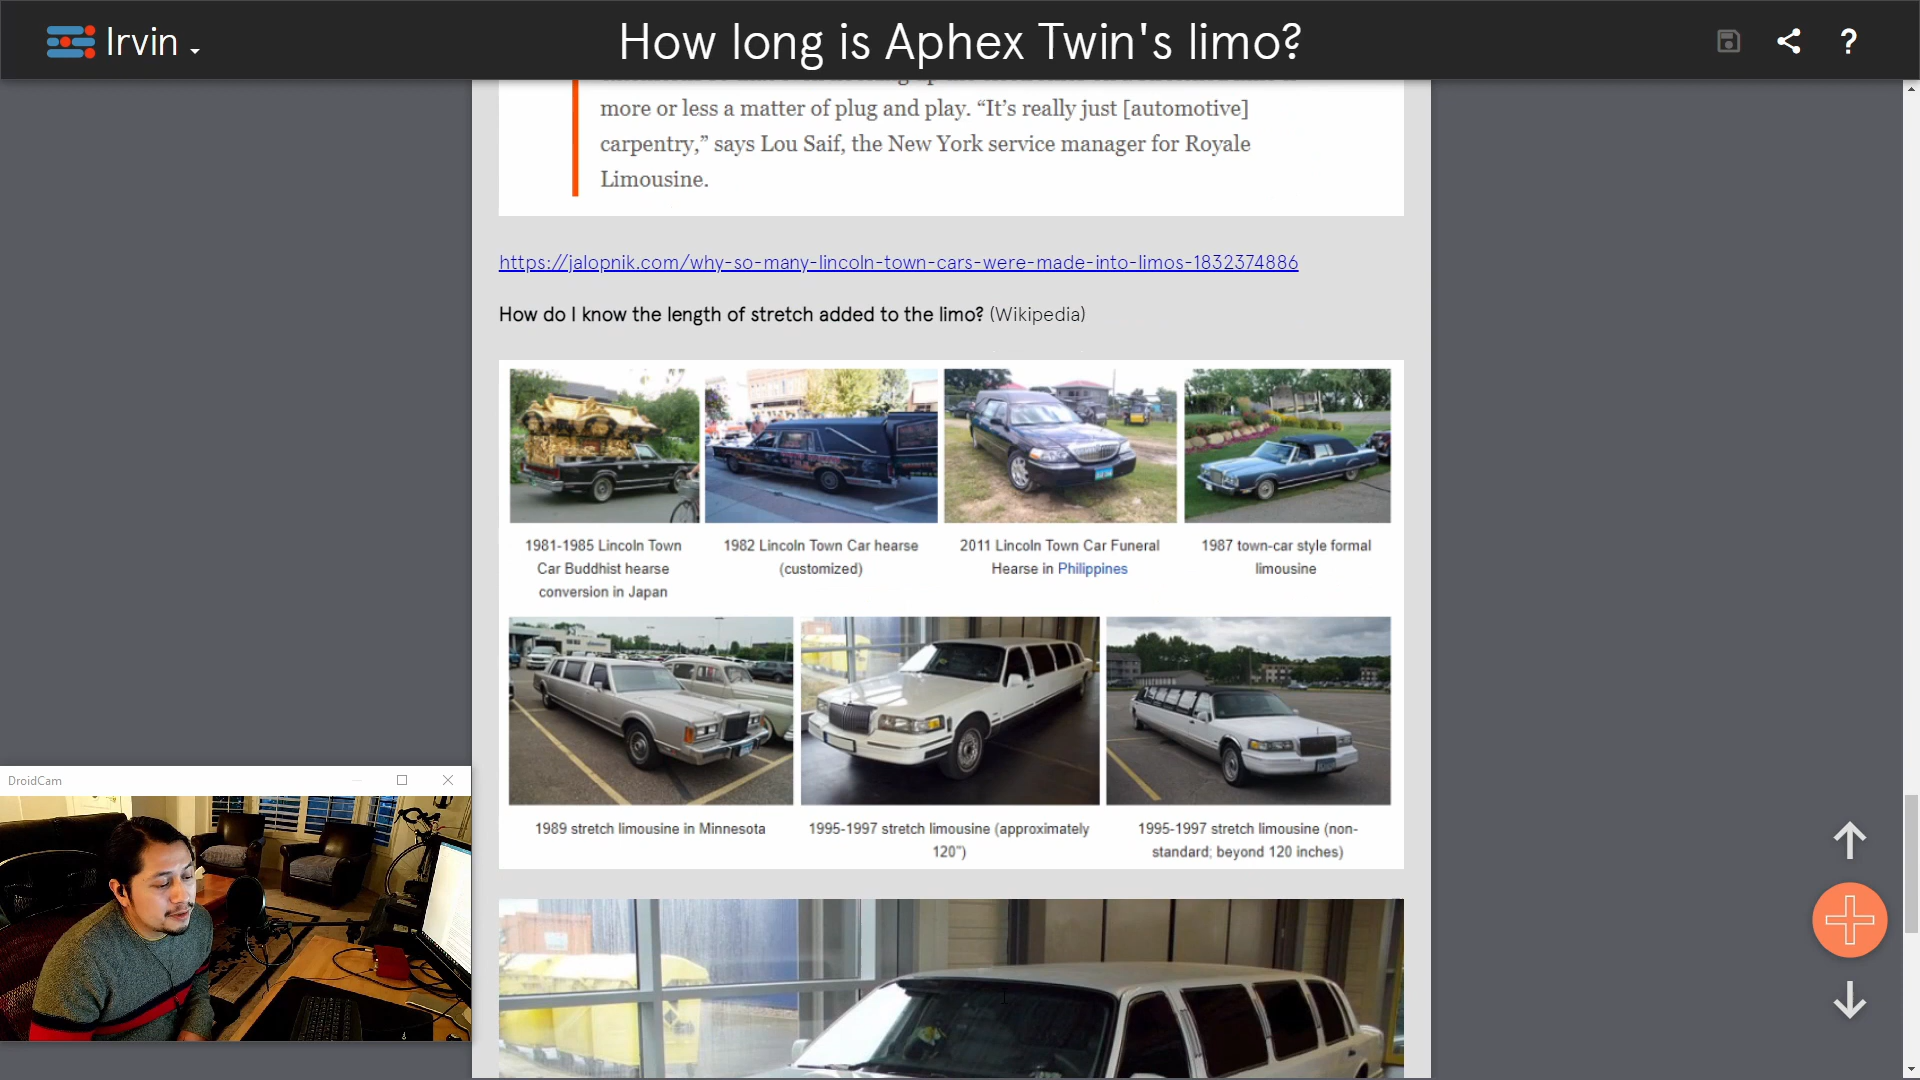 Irvin
How long is Aphex Twin's limo?
?
more or less a matter of plug and play. “It’s really just [automotive]
carpentry,” says Lou Saif, the New York service manager for Royale
Limousine.
https://jalopnik.com/why-so-many-lincoln-town-cars-were-made-into-limos-1832374886
How do I know the length of stretch added to the limo? (Wikipedia)
1981-1985 Lincoln Town
Car Buddhist hearse
conversion in Japan
1982 Lincoln Town Car hearse
(customized)
2011 Lincoln Town Car Funeral
Hearse in Philippines
1987 town-car style formal
limousine
1989 stretch limousine in Minnesota
1995-1997 stretch limousine (approximately
120")
1995-1997 stretch limousine (non-
standard; beyond 120 inches)
DroidCam